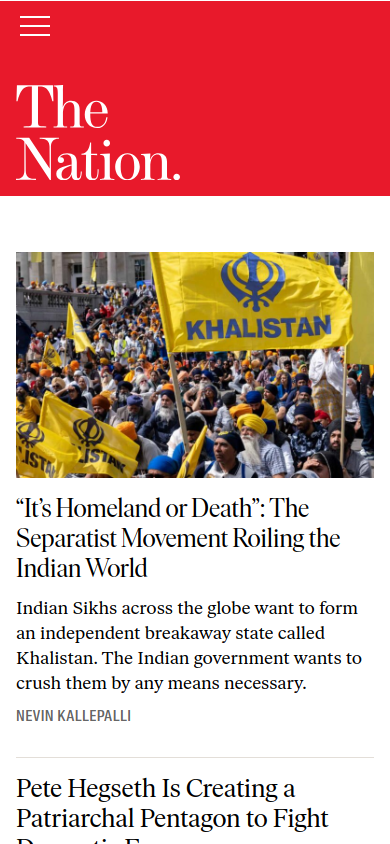 The
Nation.
KHALISTAN
“It’s Homeland or Death”: The
Separatist Movement Roiling the
Indian World
Indian Sikhs across the globe want to form
an independent breakaway state called
Khalistan. The Indian government wants to
crush them by any means necessary.
NEVIN KALLEPALLI
Pete Hegseth Is Creating a
Patriarchal Pentagon to Fight